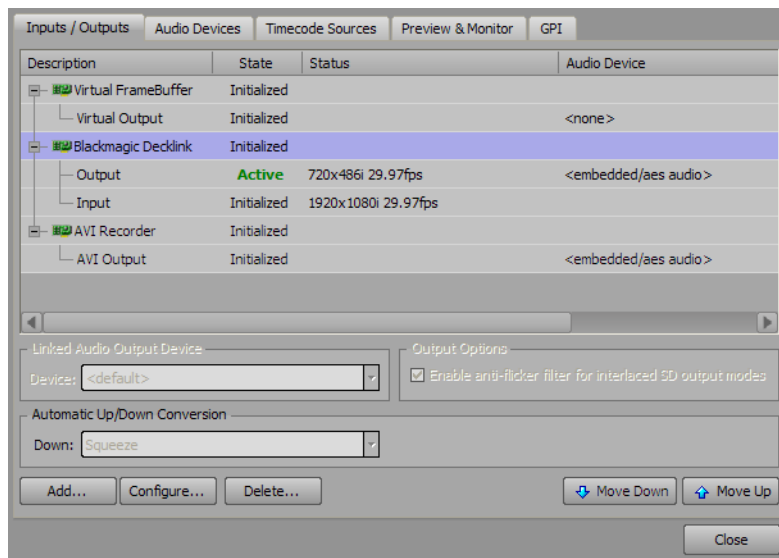 Inputs / Outputs Audio Devices Timecode Sources Preview & Monitor GPI
Description State Status Audio Device
Virtual FrameBuffer Initialized
Virtual Output Initialized <none>
Blackmagic Decklink Initialized
Output Active 720x486i 29.97fps <embedded/aes audio>
Input Initialized 1920x1080i 29.97fps
AVI Recorder Initialized
AVI Output Initialized <embedded/aes audio>
Linked Audio Output Device Output Options
Device: <default> Enable anti-flicker filter for interlaced SD output modes
Automatic Up/Down Conversion
Down: Squeeze
Add... Configure... Delete... Move Down Move Up
Close